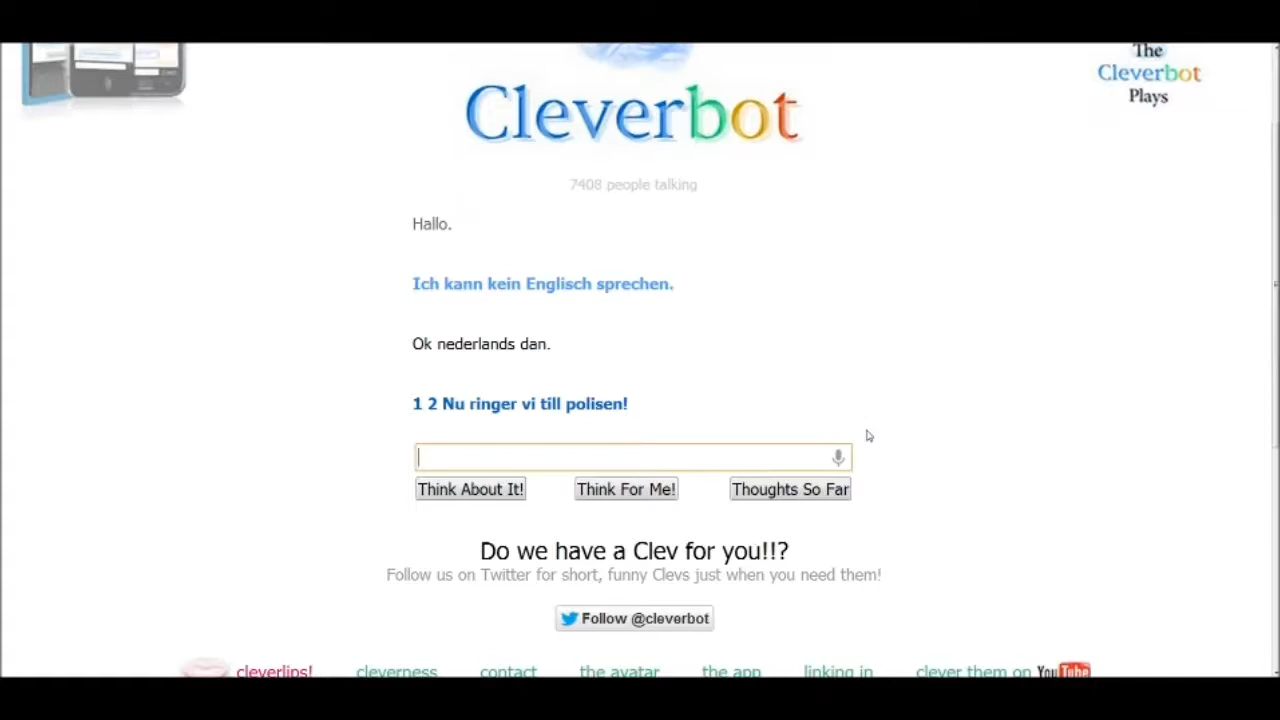 The
Cleverbot
Plays
Cleverbot
7408 people talking
Hallo.
Ich kann kein Englisch sprechen.
Ok nederlands dan.
1 2 Nu ringer vi till polisen!
Think About It!
Think For Me!
Thoughts So Far
Do we have a Clev for you!!?
Follow us on Twitter for short, funny Clevs just when you need them!
Follow @cleverbot
cleverlips! cleverness contact the avatar the app linking in clever them on YouTube